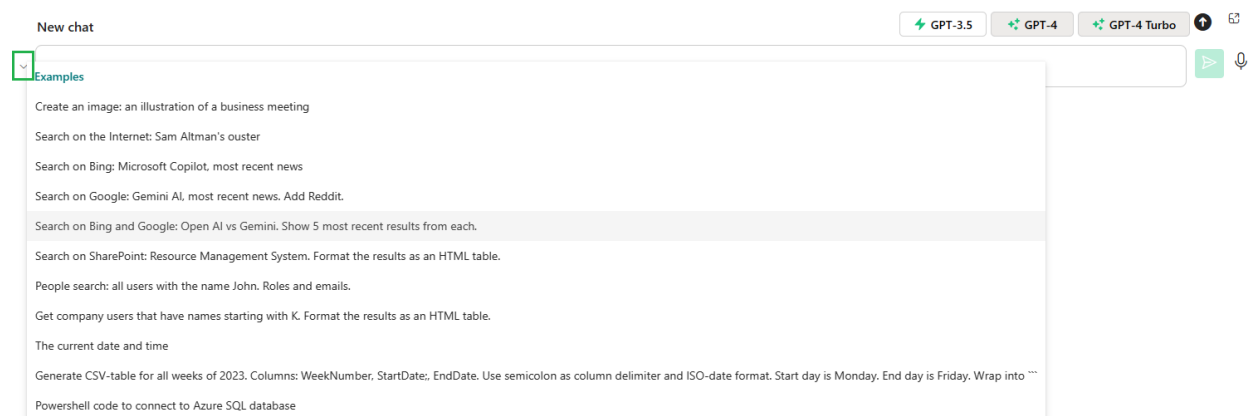 New chat
GPT-3.5
GPT-4
GPT-4 Turbo
Examples
Create an image: an illustration of a business meeting
Search on the Internet: Sam Altman's ouster
Search on Bing: Microsoft Copilot, most recent news
Search on Google: Gemini AI, most recent news. Add Reddit.
Search on Bing and Google: Open AI vs Gemini. Show 5 most recent results from each.
Search on SharePoint: Resource Management System. Format the results as an HTML table.
People search: all users with the name John. Roles and emails.
Get company users that have names starting with K. Format the results as an HTML table.
The current date and time
Generate CSV-table for all weeks of 2023. Columns: WeekNumber, StartDate;, EndDate. Use semicolon as column delimiter and ISO-date format. Start day is Monday. End day is Friday. Wrap into ```
Powershell code to connect to Azure SQL database